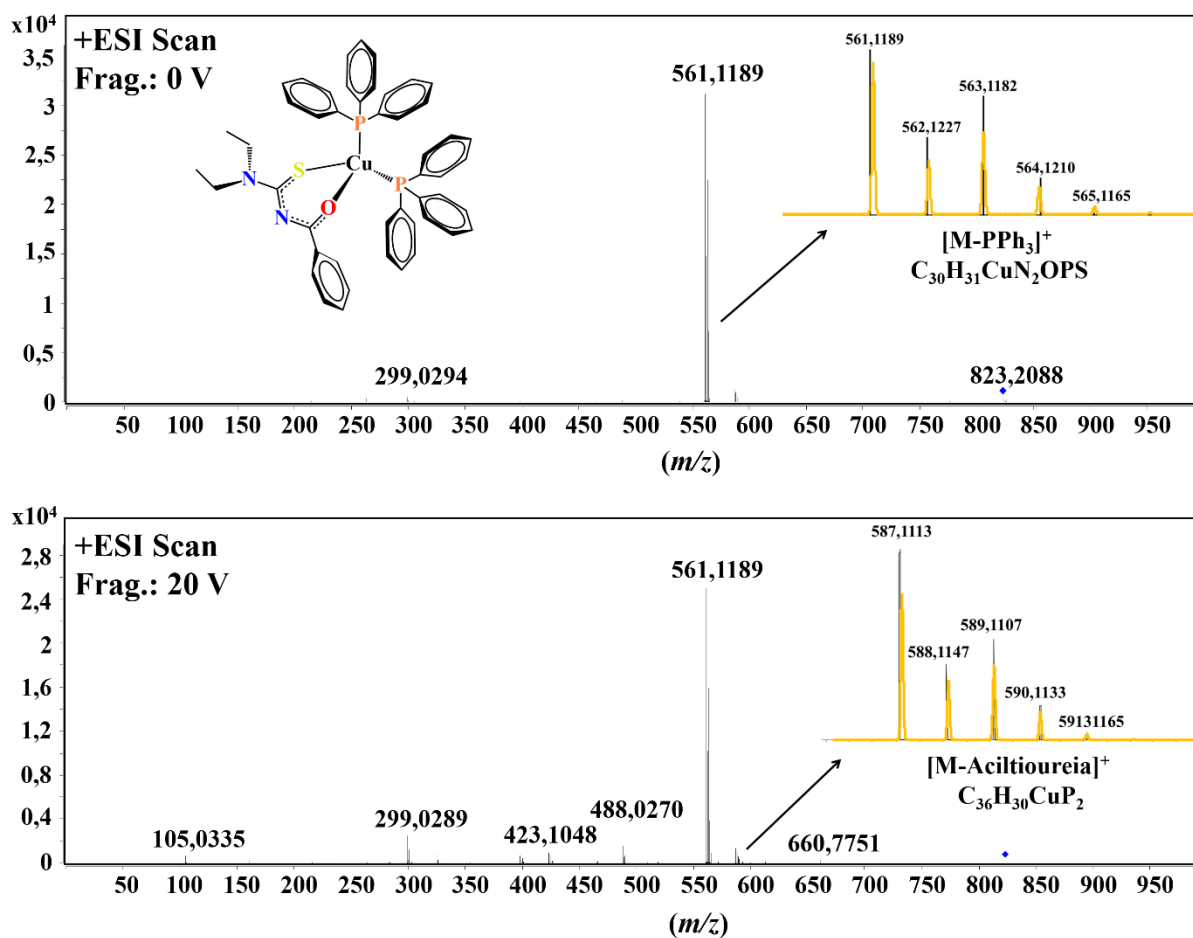 x10⁴
+ESI Scan
Frag.: 0 V
3,5
3
2,5
2
1,5
1
0,5
0
P
Cu
P
S
O
N
N
561,1189
299,0294
823,2088
561,1189
562,1227
563,1182
564,1210
565,1165
[M-PPh₃]⁺
C₃₀H₃₁CuN₂OPS
50 100 150 200 250 300 350 400 450 500 550 600 650 700 750 800 850 900 950
(m/z)
x10⁴
+ESI Scan
Frag.: 20 V
2,8
2,4
2
1,6
1,2
0,8
0,4
0
561,1189
105,0335
299,0289
423,1048
488,0270
660,7751
587,1113
588,1147
589,1107
590,1133
59131165
[M-Aciltioureia]⁺
C₃₆H₃₀CuP₂
50 100 150 200 250 300 350 400 450 500 550 600 650 700 750 800 850 900 950
(m/z)